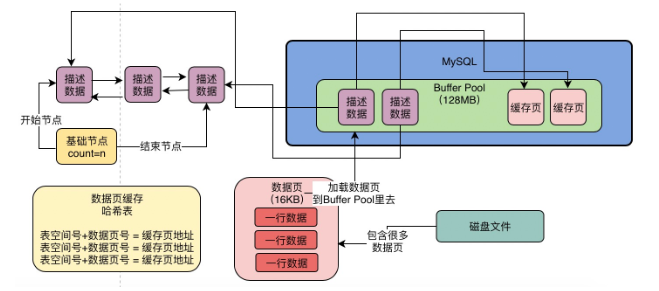 MySQL
Buffer Pool
(128MB)
描述
数据
描述
数据
描述
数据
描述
数据
描述
数据
缓存页
缓存页
开始节点
基础节点
count=n
结束节点
数据页
(16KB)
加载数据页
到Buffer Pool里去
一行数据
一行数据
一行数据
包含很多
数据页
磁盘文件
数据页缓存
哈希表
表空间号+数据页号 = 缓存页地址
表空间号+数据页号 = 缓存页地址
表空间号+数据页号 = 缓存页地址